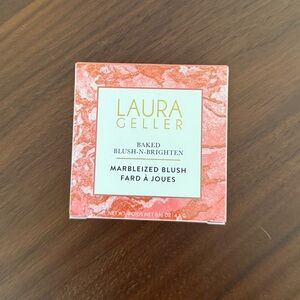 LAURA
GELLER
BAKED
BLUSH-N-BRIGHTEN
MARBLEIZED BLUSH
FARD À JOUES